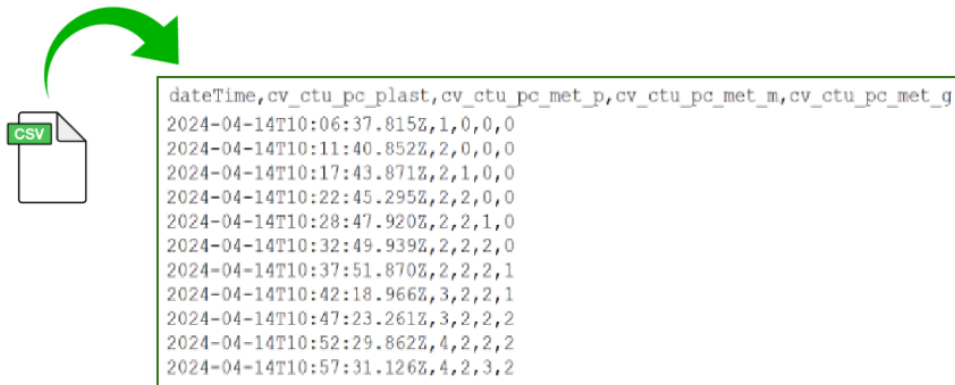 CSV
dateTime,cv_ctu_pc_plast,cv_ctu_pc_met_p,cv_ctu_pc_met_m,cv_ctu_pc_met_g
2024-04-14T10:06:37.815Z,1,0,0,0
2024-04-14T10:11:40.852Z,2,0,0,0
2024-04-14T10:17:43.871Z,2,1,0,0
2024-04-14T10:22:45.295Z,2,2,0,0
2024-04-14T10:28:47.920Z,2,2,1,0
2024-04-14T10:32:49.939Z,2,2,2,0
2024-04-14T10:37:51.870Z,2,2,2,1
2024-04-14T10:42:18.966Z,3,2,2,1
2024-04-14T10:47:23.261Z,3,2,2,2
2024-04-14T10:52:29.862Z,4,2,2,2
2024-04-14T10:57:31.126Z,4,2,3,2